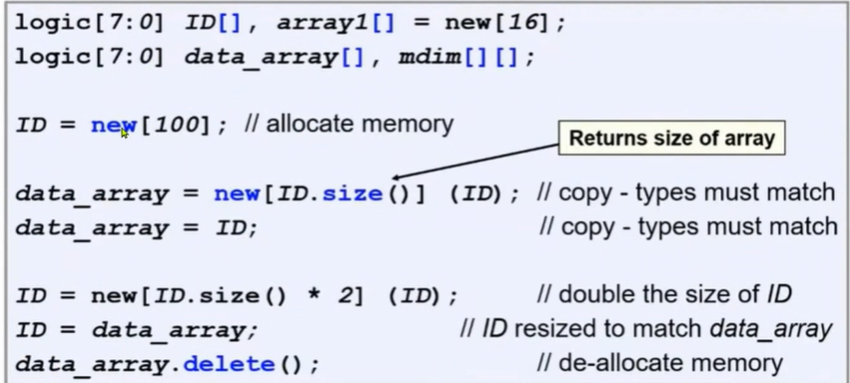 logic[7:0] ID[], array1[] = new[16];
logic[7:0] data_array[], mdim[][];
ID = new[100]; // allocate memory
Returns size of array
data_array = new[ID.size()] (ID); // copy - types must match
data_array = ID; // copy - types must match
ID = new[ID.size() * 2] (ID); // double the size of ID
ID = data_array; // ID resized to match data_array
data_array.delete(); // de-allocate memory